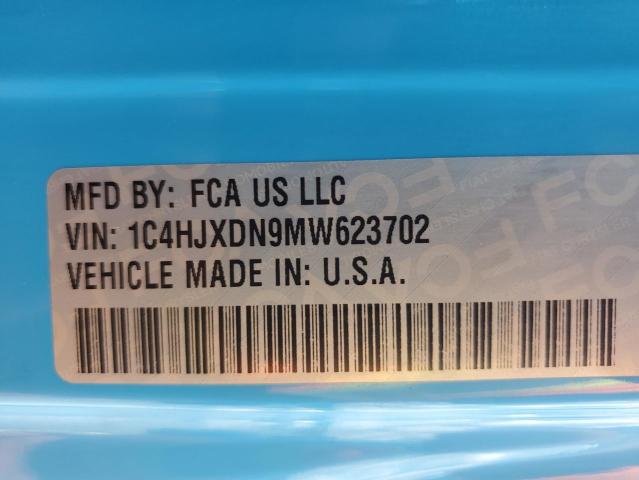 MFD BY: FCA US LLC
VIN: 1C4HJXDN9MW623702
VEHICLE MADE IN: U.S.A.